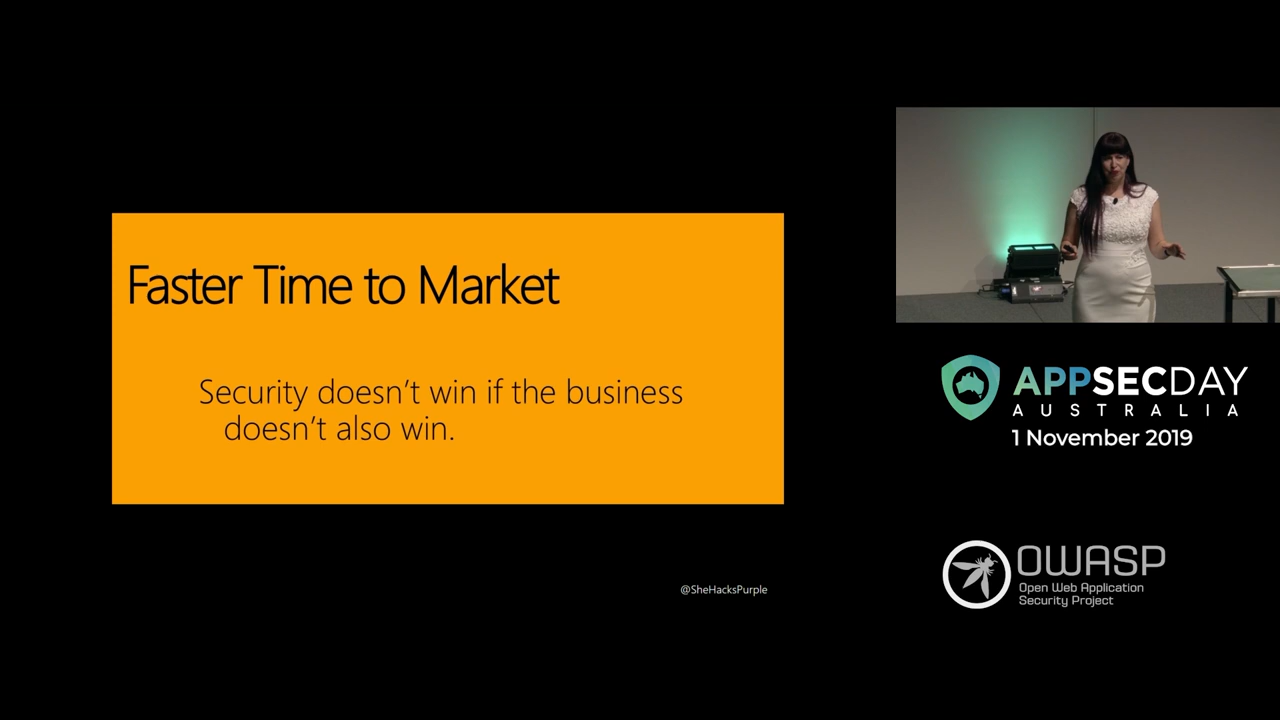 Faster Time to Market
Security doesn't win if the business
doesn't also win.
@SheHacksPurple
APPSECDAY
AUSTRALIA
1 November 2019
OWASP
Open Web Application
Security Project